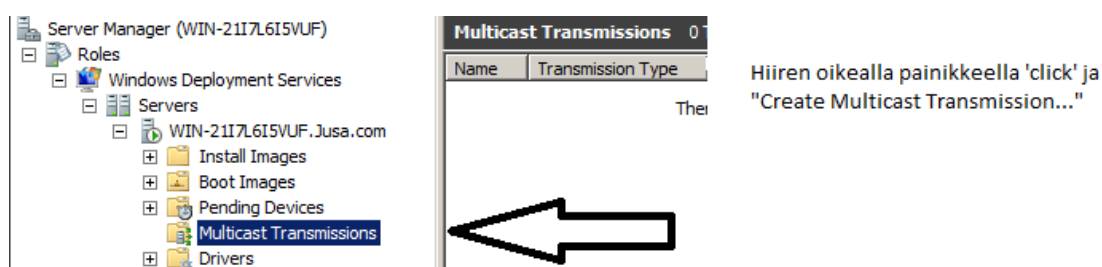 Server Manager (WIN-21I7L6I5VUF)
Roles
Windows Deployment Services
Servers
WIN-21I7L6I5VUF.Jusa.com
Install Images
Boot Images
Pending Devices
Multicast Transmissions
Drivers
Multicast Transmissions 0
Name Transmission Type
Hiiren oikealla painikkeella 'click' ja
"Create Multicast Transmission..."